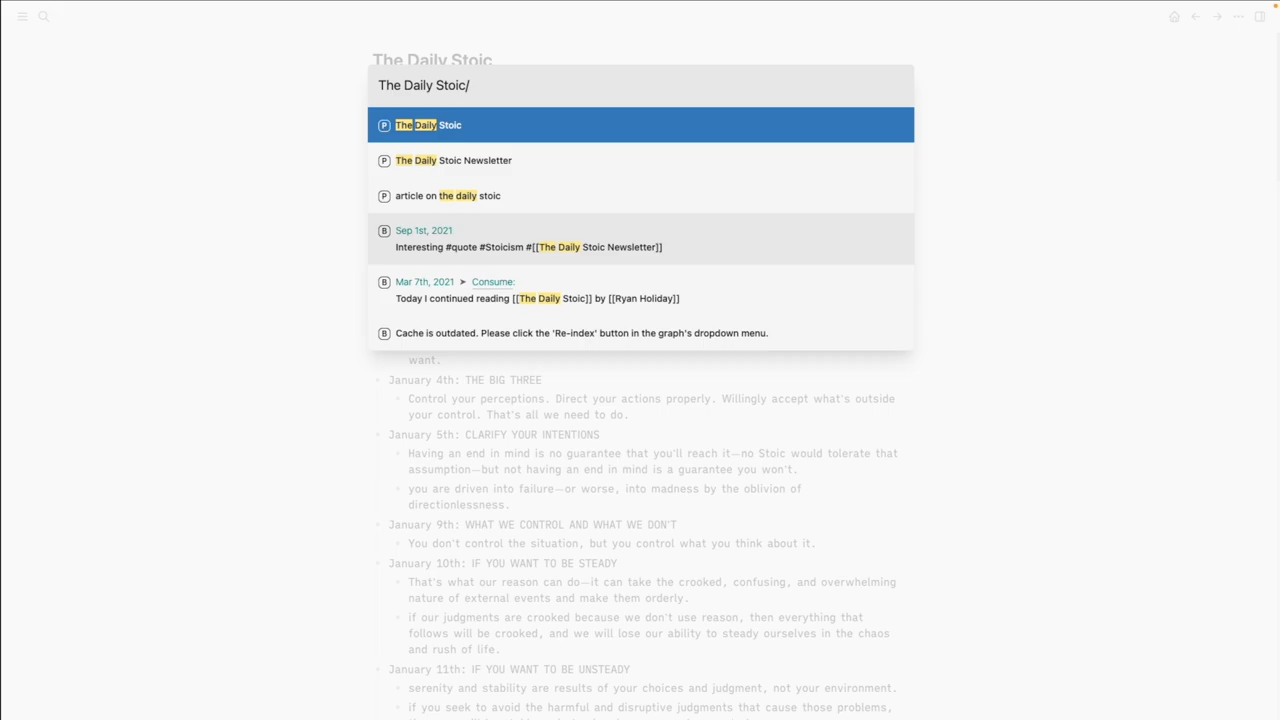 The Daily Stoic
The Daily Stoic/
P The Daily Stoic
P The Daily Stoic Newsletter
P article on the daily stoic
B Sep 1st, 2021
Interesting #quote #Stoicism #[[The Daily Stoic Newsletter]]
B Mar 7th, 2021 ➤ Consume:
Today I continued reading [[The Daily Stoic]] by [[Ryan Holiday]]
B Cache is outdated. Please click the 'Re-index' button in the graph's dropdown menu.
want.
January 4th: THE BIG THREE
Control your perceptions. Direct your actions properly. Willingly accept what's outside
your control. That's all we need to do.
January 5th: CLARIFY YOUR INTENTIONS
Having an end in mind is no guarantee that you'll reach it—no Stoic would tolerate that
assumption—but not having an end in mind is a guarantee you won't.
you are driven into failure—or worse, into madness by the oblivion of
directionlessness.
January 9th: WHAT WE CONTROL AND WHAT WE DON'T
You don't control the situation, but you control what you think about it.
January 10th: IF YOU WANT TO BE STEADY
That's what our reason can do—it can take the crooked, confusing, and overwhelming
nature of external events and make them orderly.
if our judgments are crooked because we don't use reason, then everything that
follows will be crooked, and we will lose our ability to steady ourselves in the chaos
and rush of life.
January 11th: IF YOU WANT TO BE UNSTEADY
serenity and stability are results of your choices and judgment, not your environment.
if you seek to avoid the harmful and disruptive judgments that cause those problems,